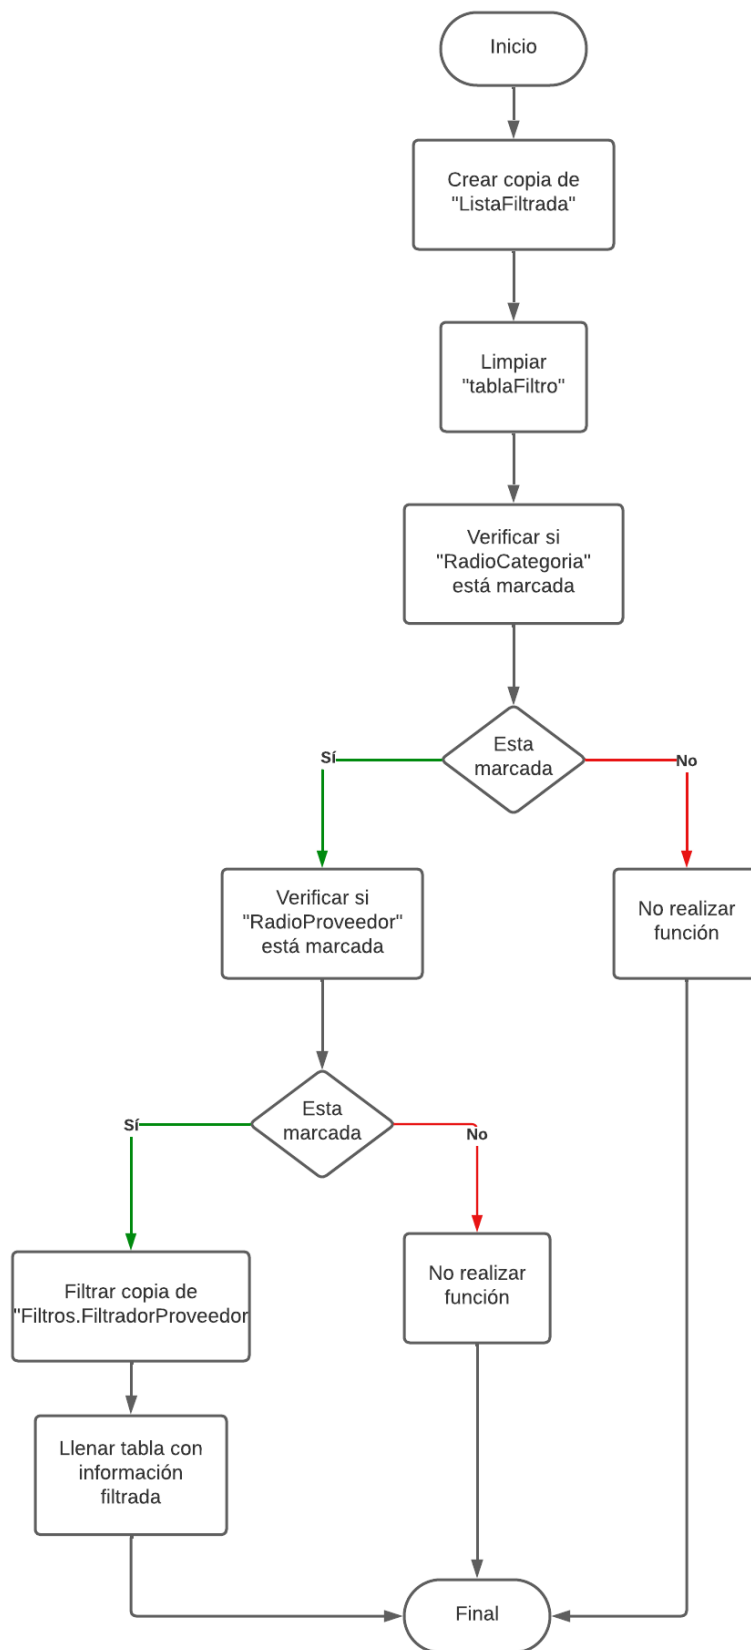 Inicio
Crear copia de
"ListaFiltrada"
Limpiar
"tablaFiltro"
Verificar si
"RadioCategoria"
está marcada
Esta
marcada
Sí
No
Verificar si
"RadioProveedor"
está marcada
No realizar
función
Esta
marcada
Sí
No
Filtrar copia de
"Filtros.FiltradorProveedor
No realizar
función
Llenar tabla con
información
filtrada
Final